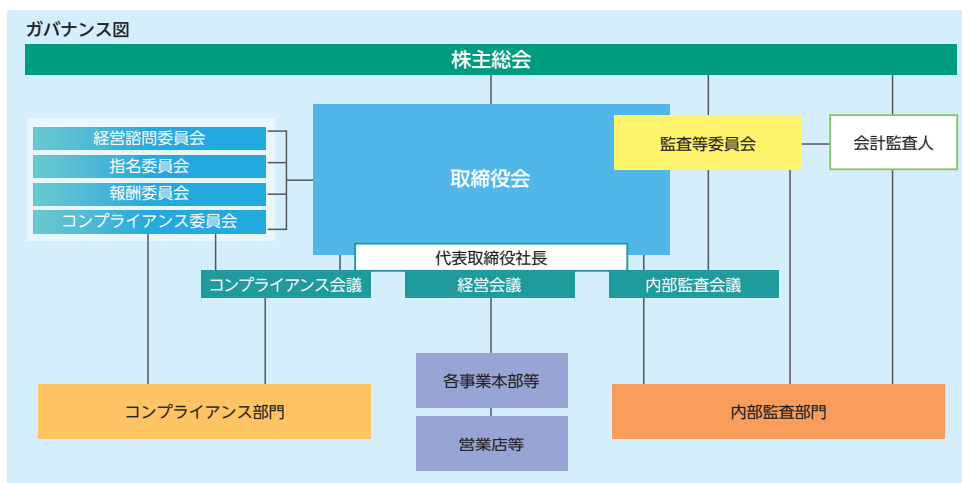 ガバナンス図
株主総会
経営諮問委員会
指名委員会
報酬委員会
コンプライアンス委員会
取締役会
監査等委員会
会計監査人
代表取締役社長
コンプライアンス会議
経営会議
内部監査会議
各事業本部等
コンプライアンス部門
内部監査部門
営業店等